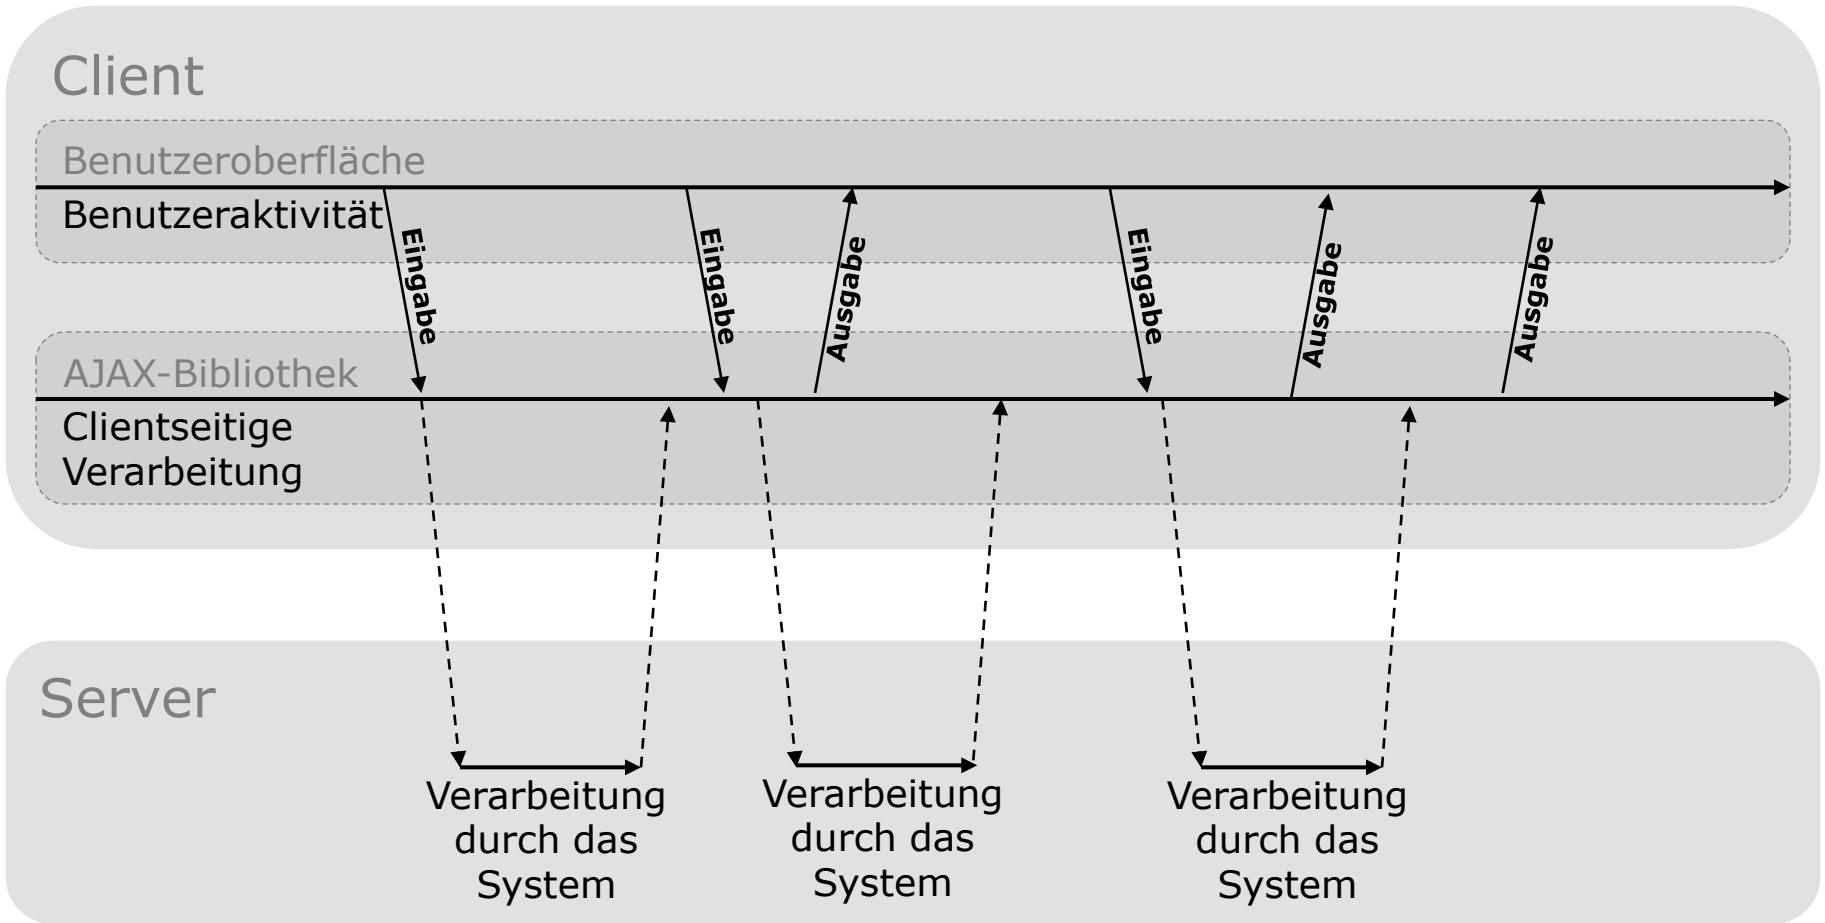 Client
Benutzeroberfläche
Benutzeraktivität
Eingabe
Eingabe
Ausgabe
Eingabe
Ausgabe
Ausgabe
AJAX-Bibliothek
Clientseitige
Verarbeitung
Server
Verarbeitung
durch das
System
Verarbeitung
durch das
System
Verarbeitung
durch das
System